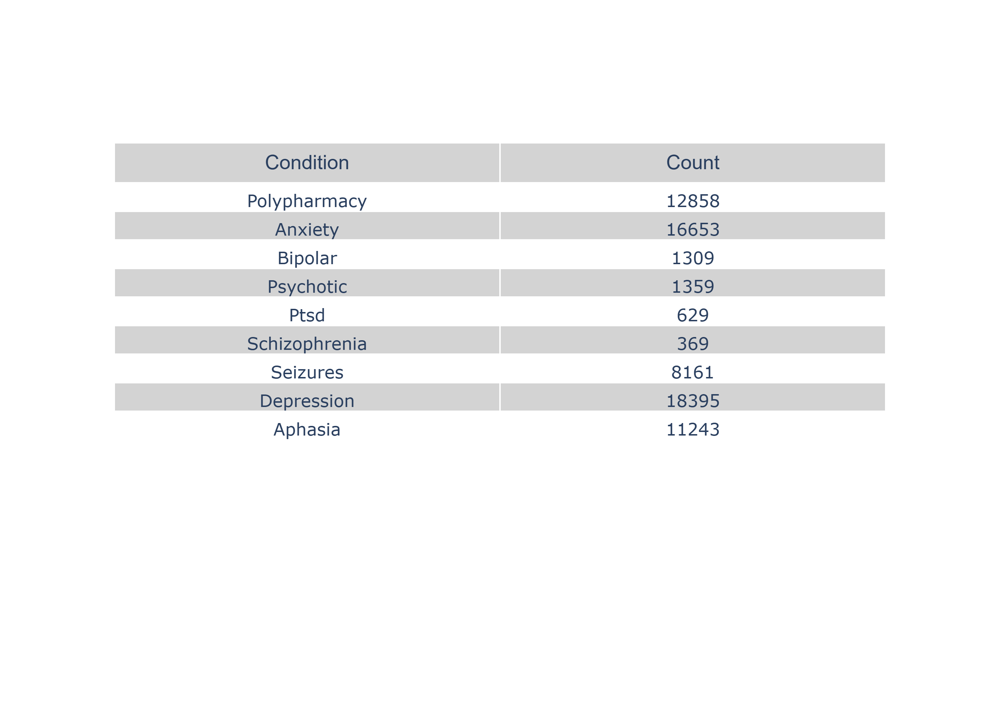 Condition Count
Polypharmacy 12858
Anxiety 16653
Bipolar 1309
Psychotic 1359
Ptsd 629
Schizophrenia 369
Seizures 8161
Depression 18395
Aphasia 11243